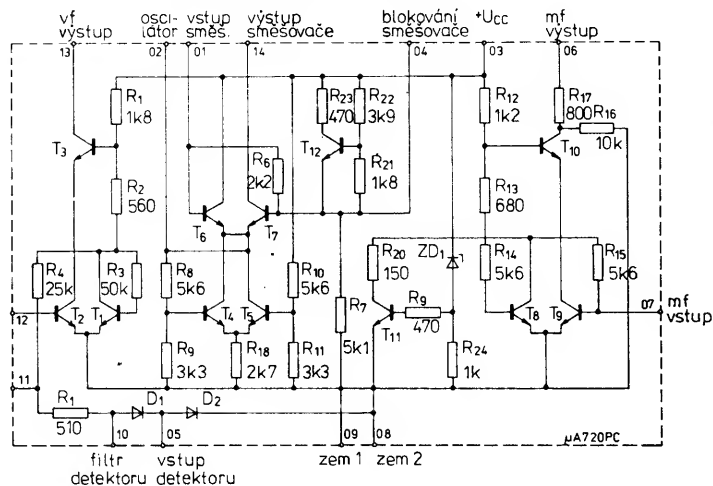 vf
výstup
osci-
látor
vstup
směš.
výstup
směšovače
blokování
směšovače
+UCC
mf
výstup
13
02
01
14
04
03
06
R1
1k8
R23
470
R22
3k9
R12
1k2
R17
800
R16
10k
T3
R6
2k2
T12
R21
1k8
T10
R2
560
R13
680
T6
T7
R4
25k
R3
50k
R8
5k6
R10
5k6
R20
150
ZD1
R14
5k6
R15
5k6
12
T2
T1
T4
T5
R7
5k1
T11
R9
470
T8
T9
07
mf
vstup
R9
3k3
R18
2k7
R11
3k3
R24
1k
11
R1
510
D1
D2
10
05
09
08
µA720PC
filtr
detektoru
vstup
detektoru
zem 1
zem 2